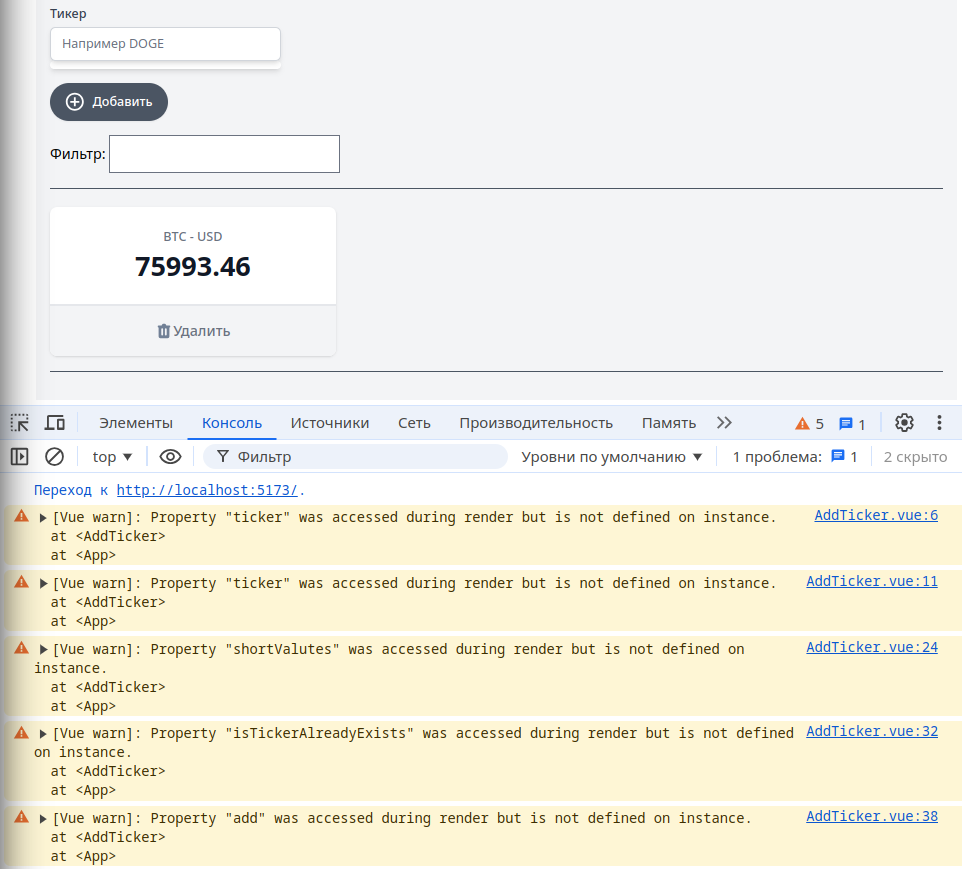 Тикер
Например DOGE
Добавить
Фильтр:
BTC - USD
75993.46
Удалить
Элементы Консоль Источники Сеть Производительность Память 5 1
top ▼ Фильтр Уровни по умолчанию ▼ 1 проблема: 1 2 скрыто
Переход к http://localhost:5173/.
[Vue warn]: Property "ticker" was accessed during render but is not defined on instance. AddTicker.vue:6
at <AddTicker>
at <App>
[Vue warn]: Property "ticker" was accessed during render but is not defined on instance. AddTicker.vue:11
at <AddTicker>
at <App>
[Vue warn]: Property "shortValutes" was accessed during render but is not defined on AddTicker.vue:24
instance.
at <AddTicker>
at <App>
[Vue warn]: Property "isTickerAlreadyExists" was accessed during render but is not defined AddTicker.vue:32
on instance.
at <AddTicker>
at <App>
[Vue warn]: Property "add" was accessed during render but is not defined on instance. AddTicker.vue:38
at <AddTicker>
at <App>